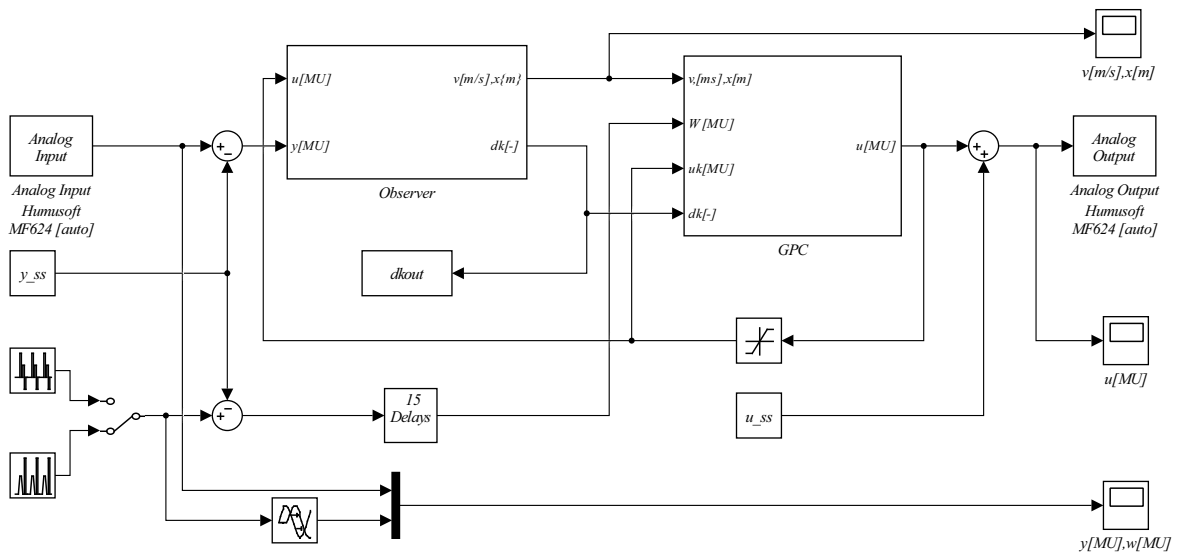 v[m/s],x[m]
u[MU]
v[m/s],x{m}
y[MU]
dk[-]
Observer
v,[ms],x[m]
W [MU]
uk[MU]
dk[-]
u[MU]
GPC
Analog
Input
Analog Input
Humusoft
MF624 [auto]
+
−
+
+
Analog
Output
Analog Output
Humusoft
MF624 [auto]
y_ss
dkout
u[MU]
+
−
15
Delays
u_ss
y[MU],w[MU]